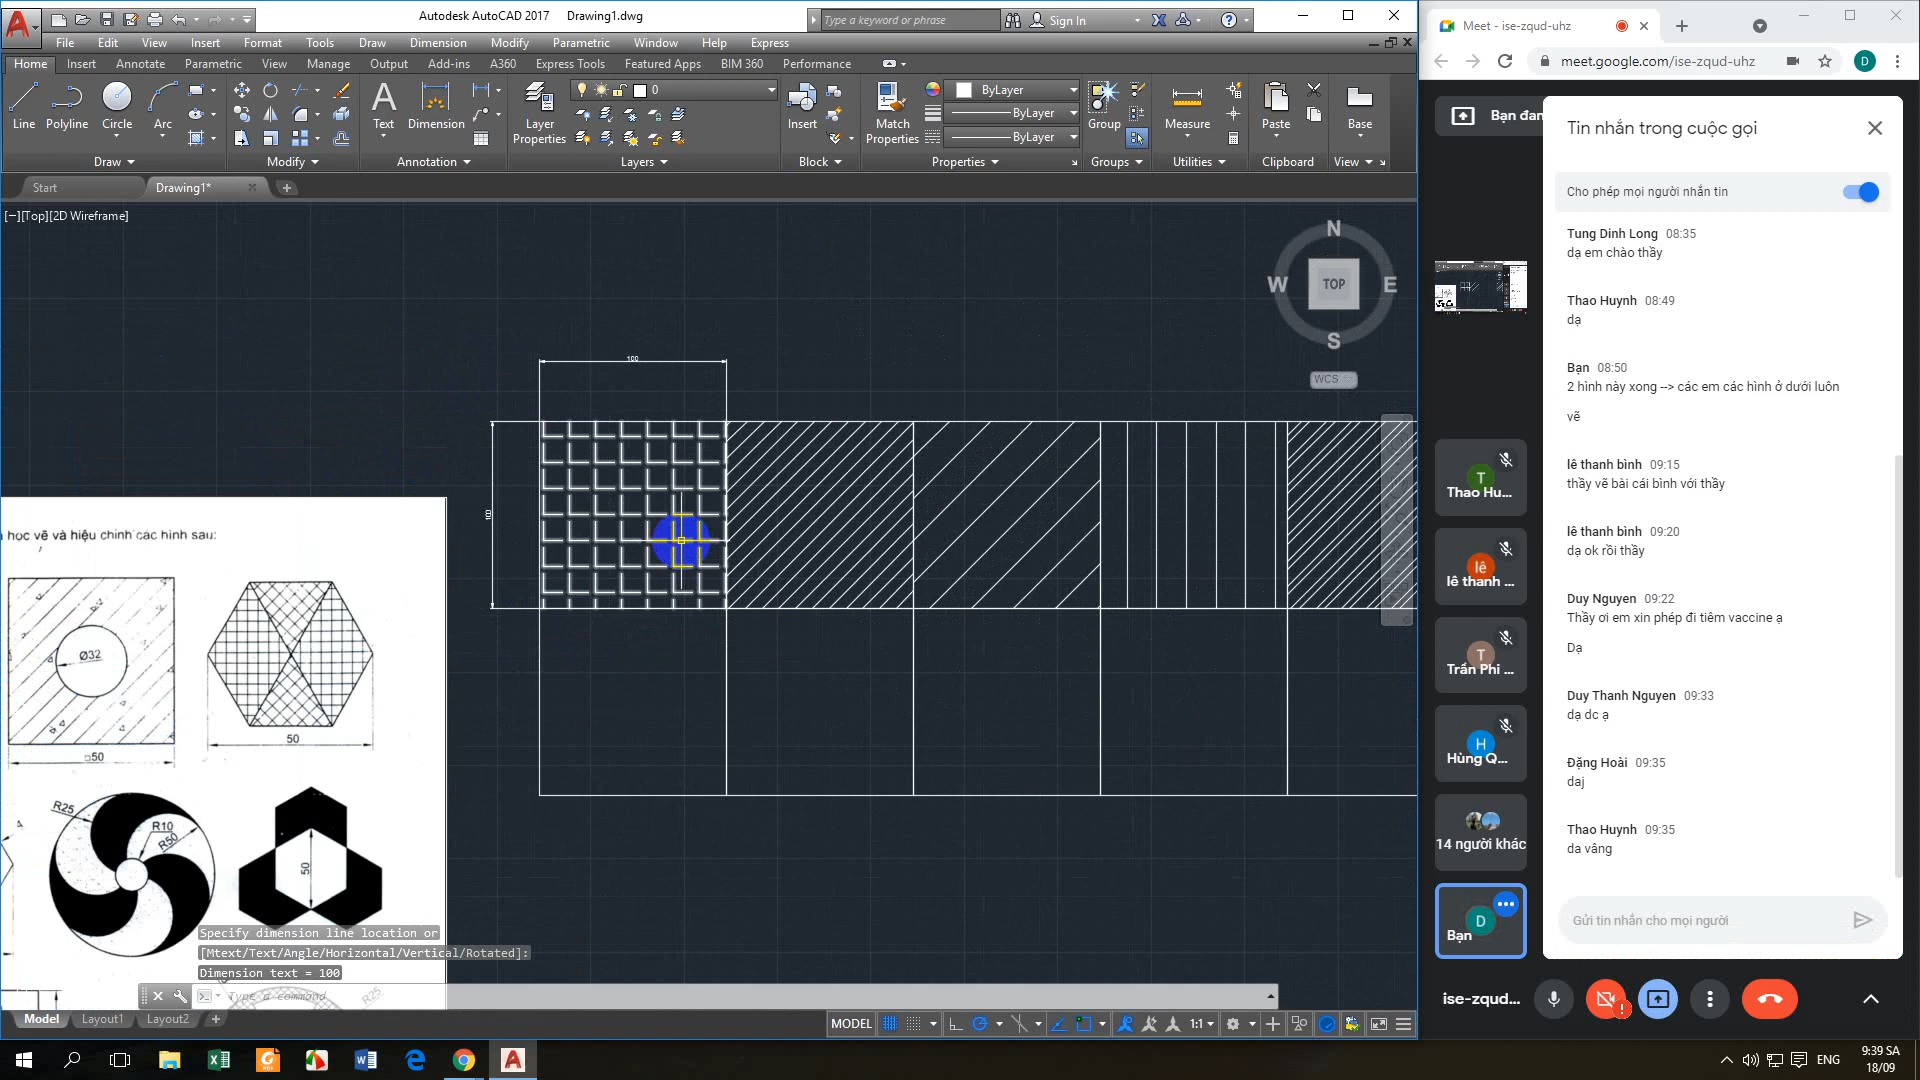 Autodesk AutoCAD 2017 Drawing1.dwg
Type a keyword or phrase
Sign In
File Edit View Insert Format Tools Draw Dimension Modify Parametric Window Help Express
Home Insert Annotate Parametric View Manage Output Add-ins A360 Express Tools Featured Apps BIM 360 Performance
Line Polyline Circle Arc
Text Dimension
Layer Properties
0
Insert
Match Properties
ByLayer
ByLayer
ByLayer
Group
Measure
Paste
Base
Draw Modify Annotation Layers Block Properties Groups Utilities Clipboard View
Start Drawing1*
[−][Top][2D Wireframe]
N
W TOP E
S
WCS
100
100
học vẽ và hiệu chỉnh các hình sau:
Ø32
□50
50
R25
R10
R50
50
4
R25
Specify dimension line location or
[Mtext/Text/Angle/Horizontal/Vertical/Rotated]:
Dimension text = 100
Type a command
Model Layout1 Layout2
MODEL
1:1
Meet - ise-zqud-uhz
meet.google.com/ise-zqud-uhz
D
Bạn đan
Tin nhắn trong cuộc gọi
Cho phép mọi người nhắn tin
Tung Dinh Long 08:35
dạ em chào thầy
Thao Huynh 08:49
dạ
Bạn 08:50
2 hình này xong --> các em các hình ở dưới luôn
vẽ
lê thanh bình 09:15
thầy vẽ bài cái bình với thầy
lê thanh bình 09:20
dạ ok rồi thầy
Duy Nguyen 09:22
Thầy ơi em xin phép đi tiêm vaccine ạ
Dạ
Duy Thanh Nguyen 09:33
dạ dc ạ
Đặng Hoài 09:35
daj
Thao Huynh 09:35
da vâng
Gửi tin nhắn cho mọi người
T
Thao Hu...
lê
lê thanh ...
T
Trần Phi ...
H
Hùng Q...
14 người khác
D
Bạn
ise-zqud...
ENG
9:39 SA
18/09